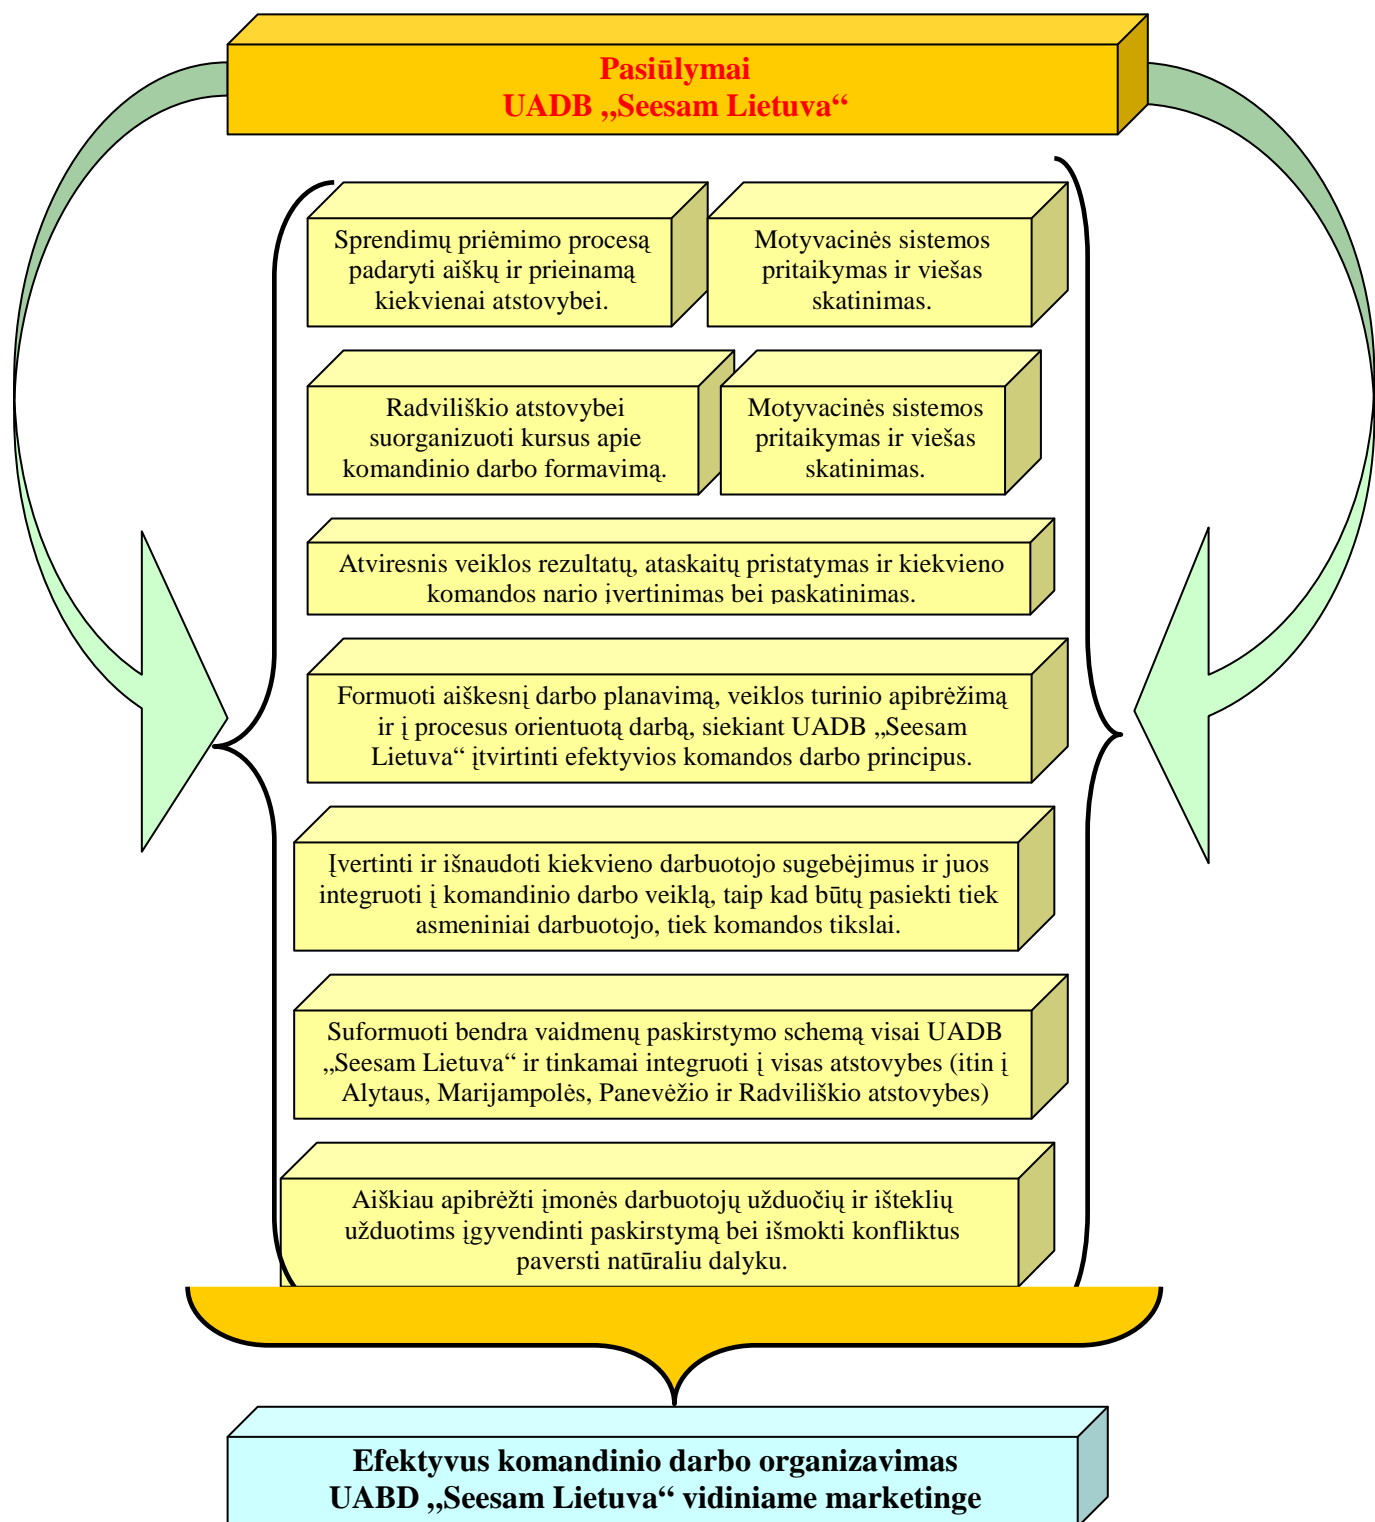 Pasiūlymai
UADB „Seesam Lietuva“
Sprendimų priėmimo procesą
padaryti aiškų ir prieinamą
kiekvienai atstovybei.
Motyvacinės sistemos
pritaikymas ir viešas
skatinimas.
Radviliškio atstovybei
suorganizuoti kursus apie
komandinio darbo formavimą.
Motyvacinės sistemos
pritaikymas ir viešas
skatinimas.
Atviresnis veiklos rezultatų, ataskaitų pristatymas ir kiekvieno
komandos nario įvertinimas bei paskatinimas.
Formuoti aiškesnį darbo planavimą, veiklos turinio apibrėžimą
ir į procesus orientuotą darbą, siekiant UADB „Seesam
Lietuva“ įtvirtinti efektyvios komandos darbo principus.
Įvertinti ir išnaudoti kiekvieno darbuotojo sugebėjimus ir juos
integruoti į komandinio darbo veiklą, taip kad būtų pasiekti tiek
asmeniniai darbuotojo, tiek komandos tikslai.
Suformuoti bendra vaidmenų paskirstymo schemą visai UADB
„Seesam Lietuva“ ir tinkamai integruoti į visas atstovybes (itin į
Alytaus, Marijampolės, Panevėžio ir Radviliškio atstovybes)
Aiškiau apibrėžti įmonės darbuotojų užduočių ir išteklių
užduotims įgyvendinti paskirstymą bei išmokti konfliktus
paversti natūraliu dalyku.
Efektyvus komandinio darbo organizavimas
UABD „Seesam Lietuva“ vidiniame marketinge